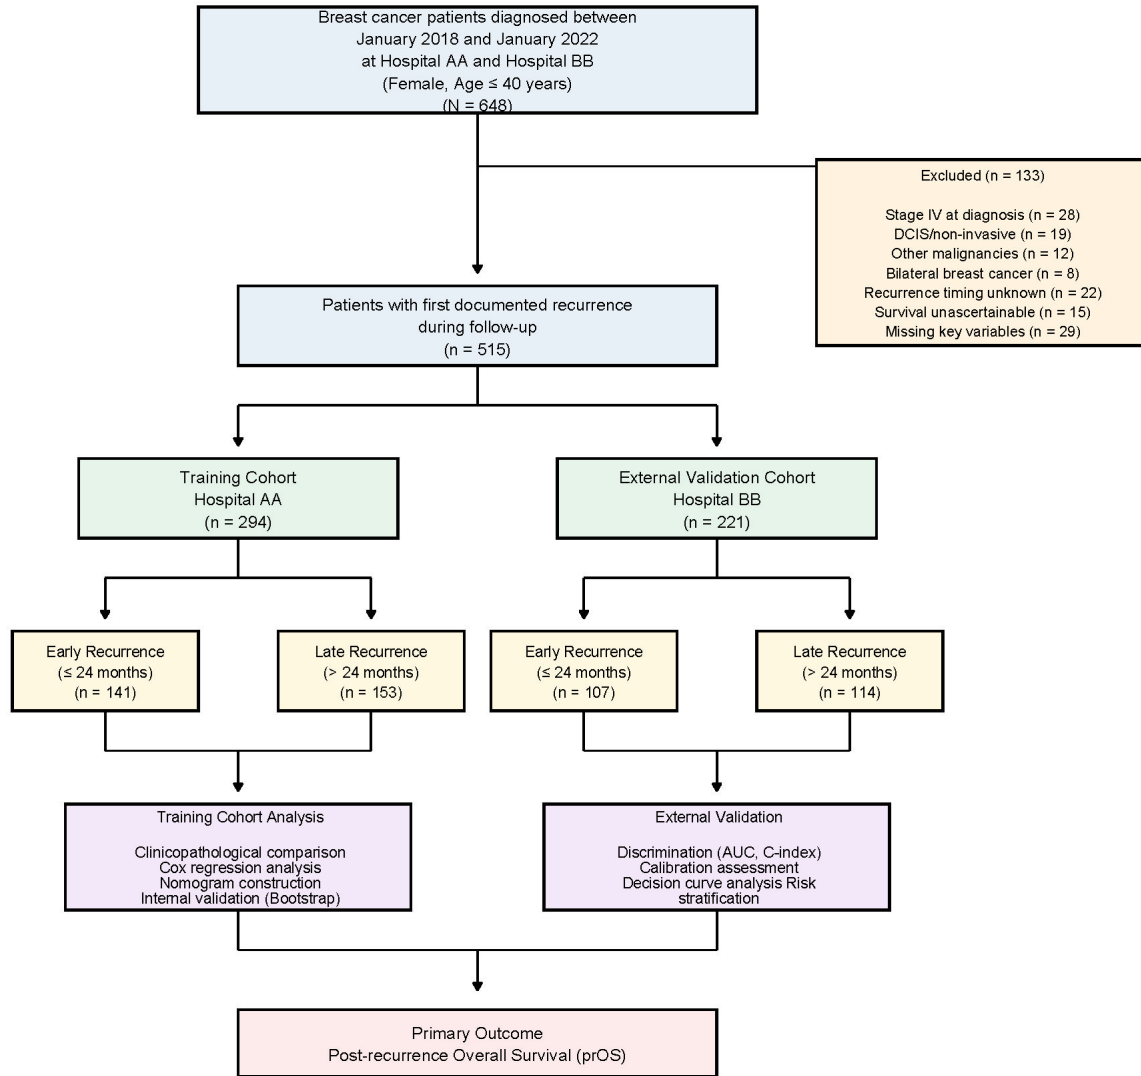 Breast cancer patients diagnosed between
January 2018 and January 2022
at Hospital AA and Hospital BB
(Female, Age ≤ 40 years)
(N = 648)
Excluded (n = 133)
Stage IV at diagnosis (n = 28)
DCIS/non-invasive (n = 19)
Other malignancies (n = 12)
Bilateral breast cancer (n = 8)
Recurrence timing unknown (n = 22)
Survival unascertainable (n = 15)
Missing key variables (n = 29)
Patients with first documented recurrence
during follow-up
(n = 515)
Training Cohort
Hospital AA
(n = 294)
External Validation Cohort
Hospital BB
(n = 221)
Early Recurrence
(≤ 24 months)
(n = 141)
Late Recurrence
(> 24 months)
(n = 153)
Early Recurrence
(≤ 24 months)
(n = 107)
Late Recurrence
(> 24 months)
(n = 114)
Training Cohort Analysis
Clinicopathological comparison
Cox regression analysis
Nomogram construction
Internal validation (Bootstrap)
External Validation
Discrimination (AUC, C-index)
Calibration assessment
Decision curve analysis Risk
stratification
Primary Outcome
Post-recurrence Overall Survival (prOS)